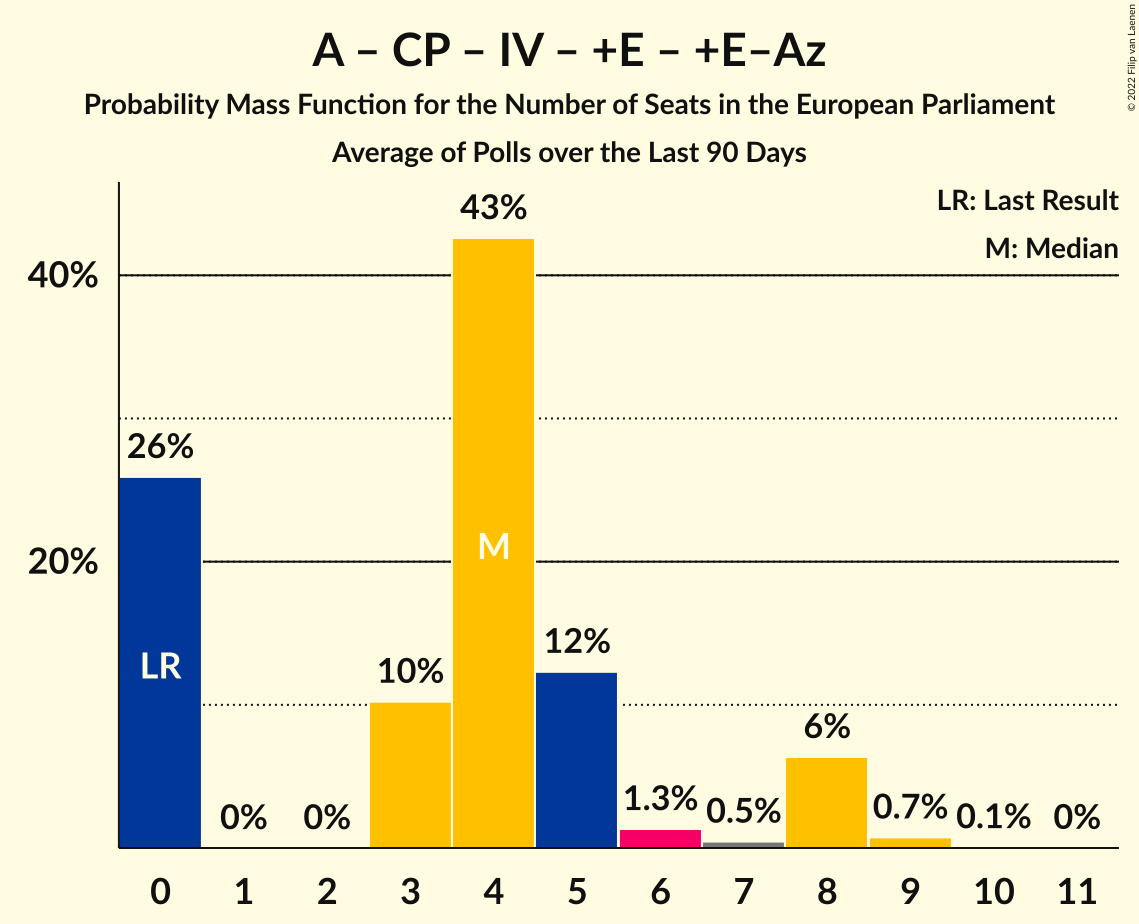 A – CP – IV – +E – +E–Az
Probability Mass Function for the Number of Seats in the European Parliament
Average of Polls over the Last 90 Days
© 2022 Filip van Laenen
LR: Last Result
M: Median
40%
20%
26%
0%
0%
10%
43%
12%
1.3%
0.5%
6%
0.7%
0.1%
0%
LR
M
0 1 2 3 4 5 6 7 8 9 10 11